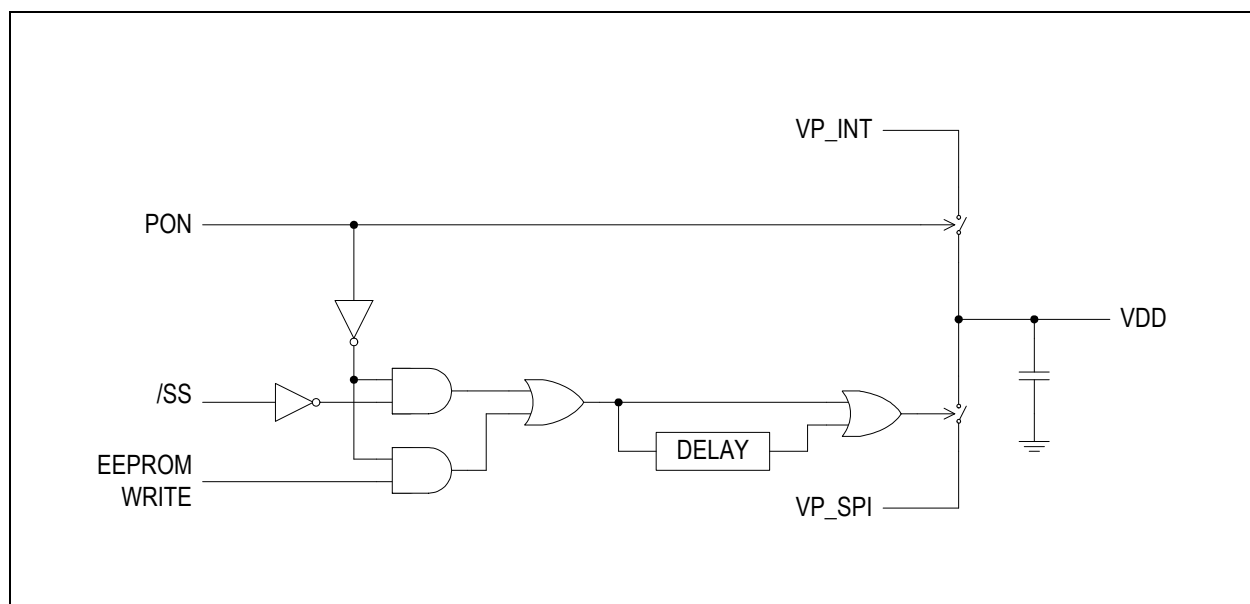 VP_INT
PON
VDD
/SS
EEPROM
WRITE
DELAY
VP_SPI